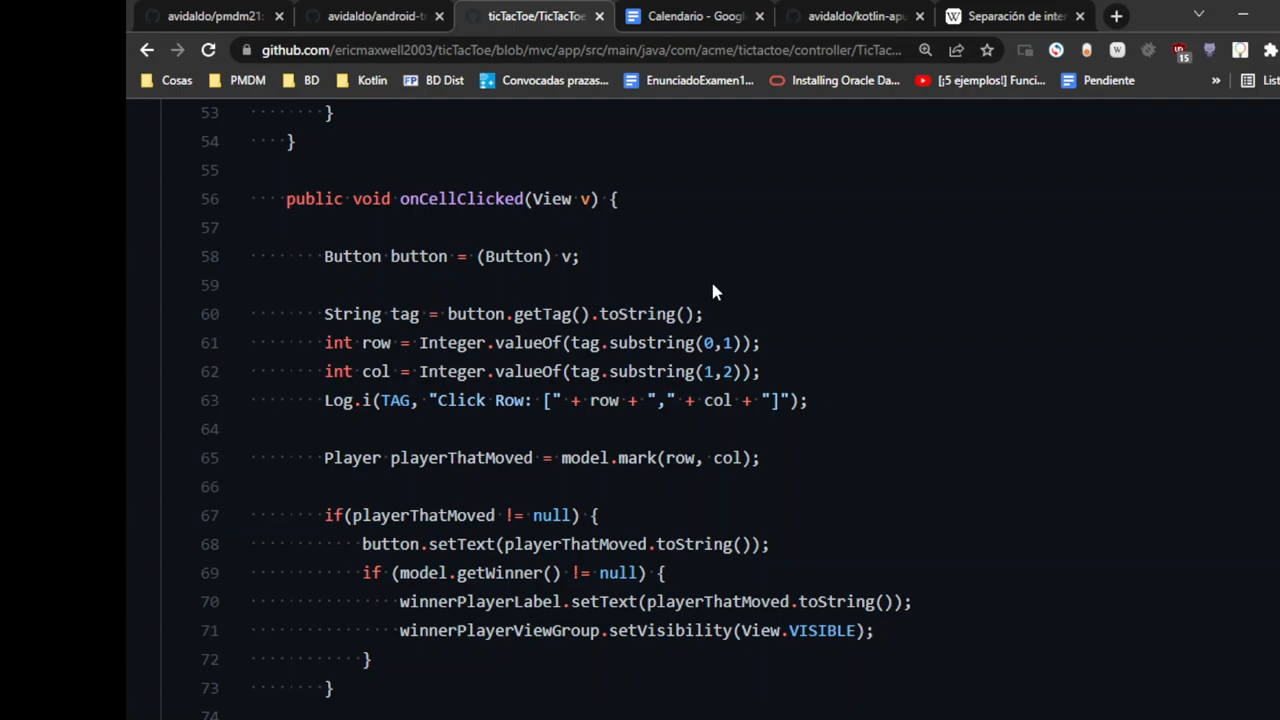 avidaldo/pmdm21:
avidaldo/android-t
ticTacToe/TicTacToe
Calendario - Googl
avidaldo/kotlin-apu
Separación de inter
github.com/ericmaxwell2003/ticTacToe/blob/mvc/app/src/main/java/com/acme/tictactoe/controller/TicTac...
15
Cosas
PMDM
BD
Kotlin
FP BD Dist
Convocadas prazas...
EnunciadoExamen1...
Installing Oracle Da...
[¡5 ejemplos!] Funci...
Pendiente
»
List
53 }
54 }
55
56 public void onCellClicked(View v) {
57
58 Button button = (Button) v;
59
60 String tag = button.getTag().toString();
61 int row = Integer.valueOf(tag.substring(0,1));
62 int col = Integer.valueOf(tag.substring(1,2));
63 Log.i(TAG, "Click Row: [" + row + "," + col + "]");
64
65 Player playerThatMoved = model.mark(row, col);
66
67 if(playerThatMoved != null) {
68 button.setText(playerThatMoved.toString());
69 if (model.getWinner() != null) {
70 winnerPlayerLabel.setText(playerThatMoved.toString());
71 winnerPlayerViewGroup.setVisibility(View.VISIBLE);
72 }
73 }
74